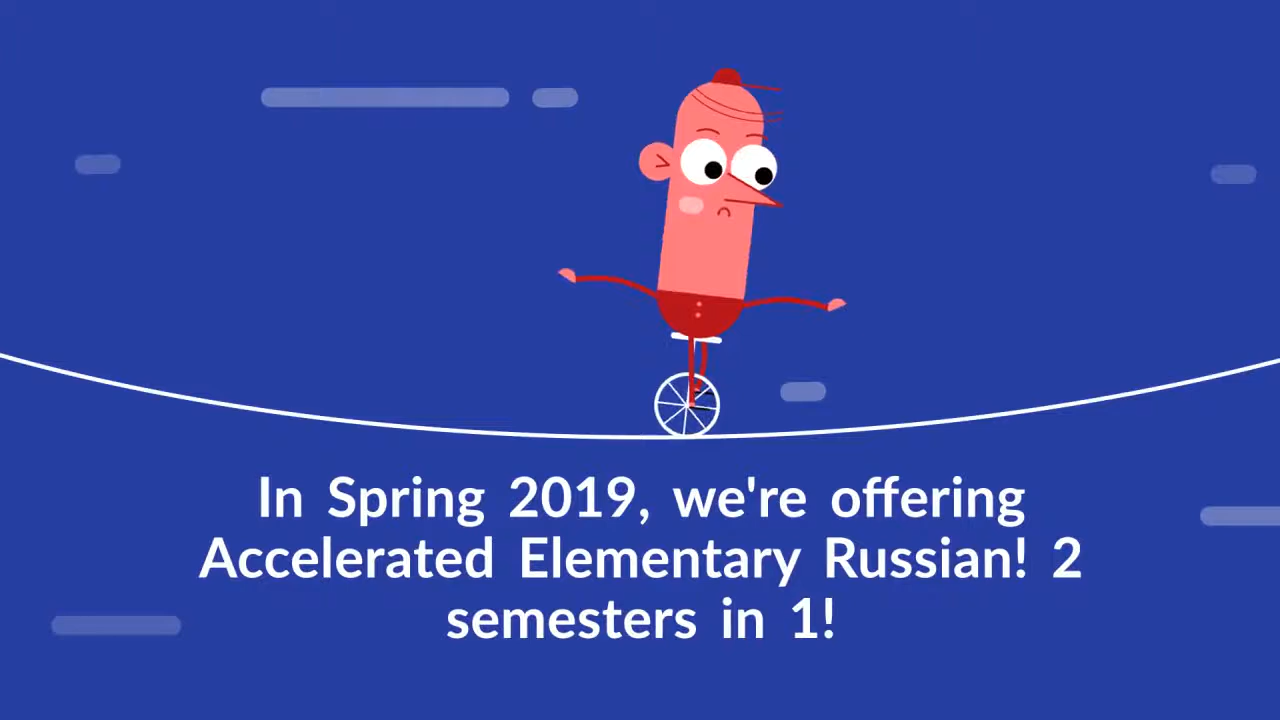 In Spring 2019, we're offering
Accelerated Elementary Russian! 2
semesters in 1!